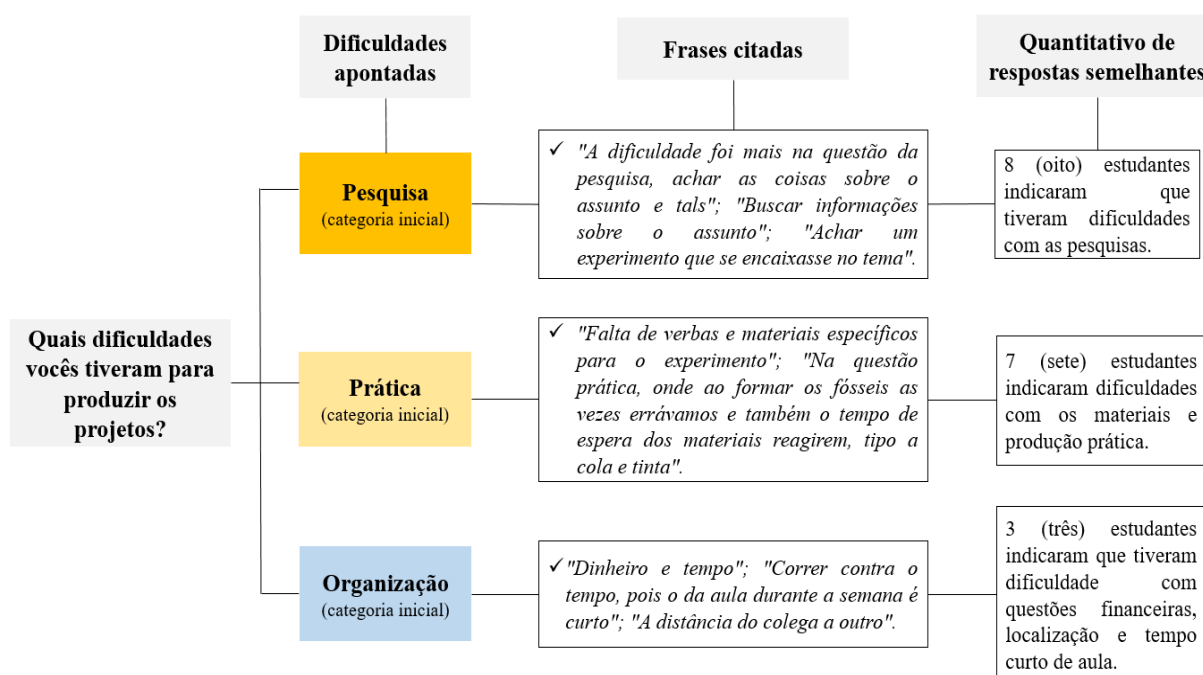 Dificuldades
apontadas
Frases citadas
Quantitativo de
respostas semelhantes
Quais dificuldades
vocês tiveram para
produzir os
projetos?
Pesquisa
(categoria inicial)
✓ "A dificuldade foi mais na questão da
pesquisa, achar as coisas sobre o
assunto e tals"; "Buscar informações
sobre o assunto"; "Achar um
experimento que se encaixasse no tema".
8 (oito) estudantes
indicaram que
tiveram dificuldades
com as pesquisas.
Prática
(categoria inicial)
✓ "Falta de verbas e materiais específicos
para o experimento"; "Na questão
prática, onde ao formar os fósseis as
vezes errávamos e também o tempo de
espera dos materiais reagirem, tipo a
cola e tinta".
7 (sete) estudantes
indicaram dificuldades
com os materiais e
produção prática.
Organização
(categoria inicial)
✓ "Dinheiro e tempo"; "Correr contra o
tempo, pois o da aula durante a semana é
curto"; "A distância do colega a outro".
3 (três) estudantes
indicaram que tiveram
dificuldade com
questões financeiras,
localização e tempo
curto de aula.